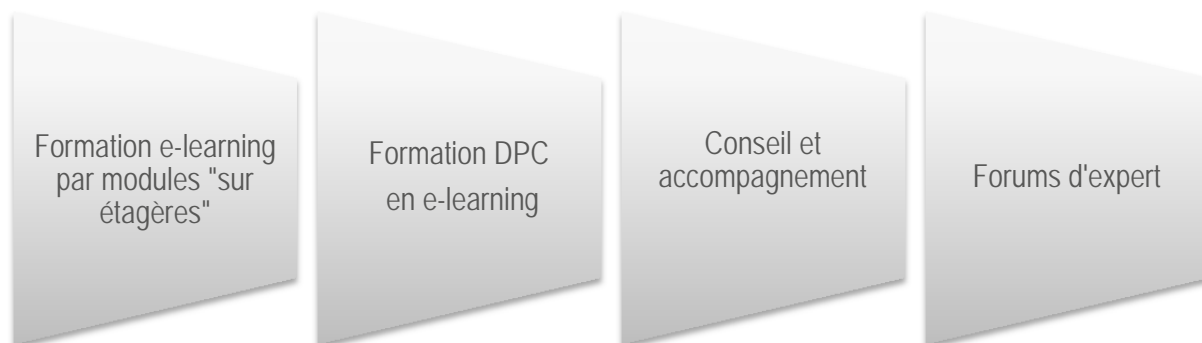 Formation e-learning
par modules "sur
étagères"
Formation DPC
en e-learning
Conseil et
accompagnement
Forums d'expert